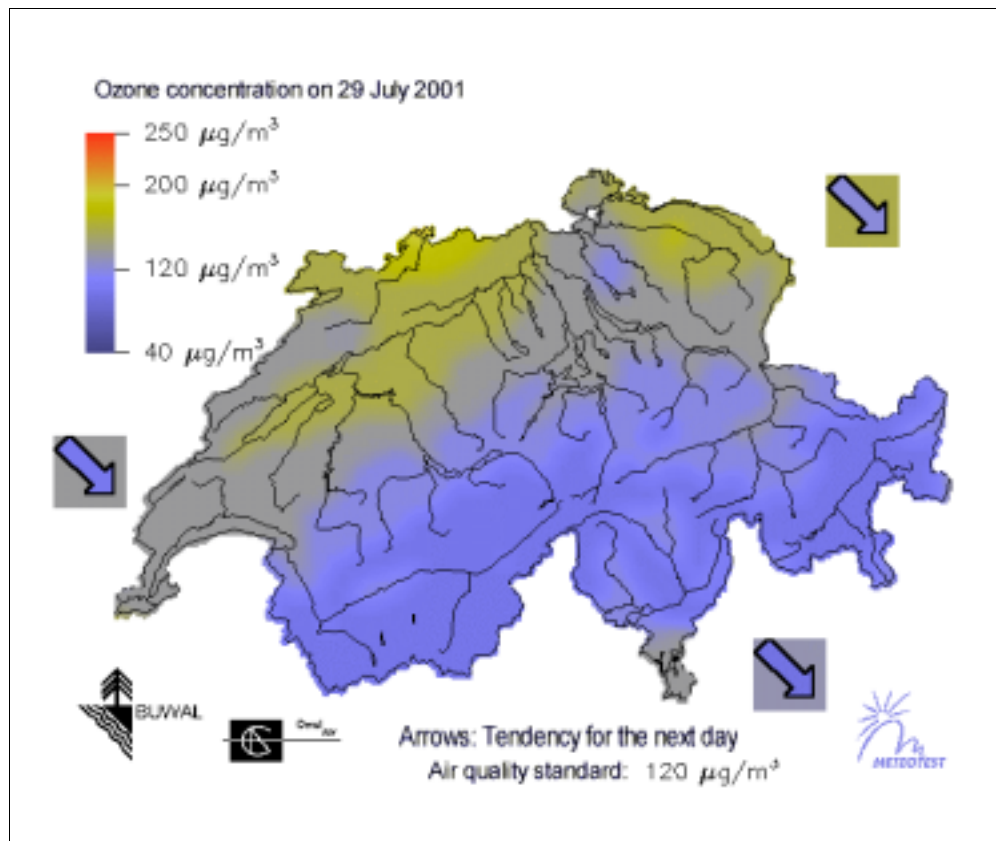 Ozone concentration on 29 July 2001
250 µg/m³
200 µg/m³
120 µg/m³
40 µg/m³
BUWAL
Arrows: Tendency for the next day
Air quality standard: 120 µg/m³
METEOTEST